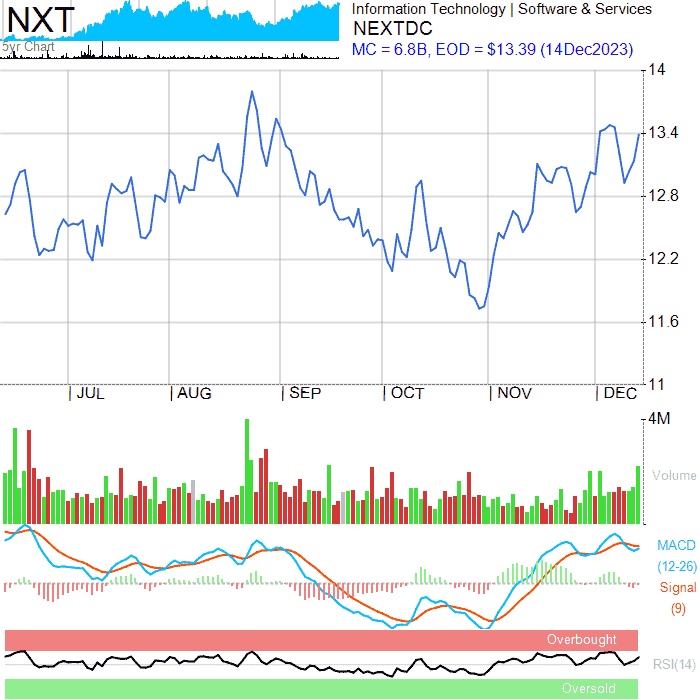 NXT
5yr Chart
Information Technology | Software & Services
NEXTDC
MC = 6.8B, EOD = $13.39 (14Dec2023)
14
13.4
12.8
12.2
11.6
11
|JUL |AUG |SEP |OCT |NOV |DEC
4M
Volume
MACD
(12-26)
Signal
(9)
Overbought
RSI(14)
Oversold